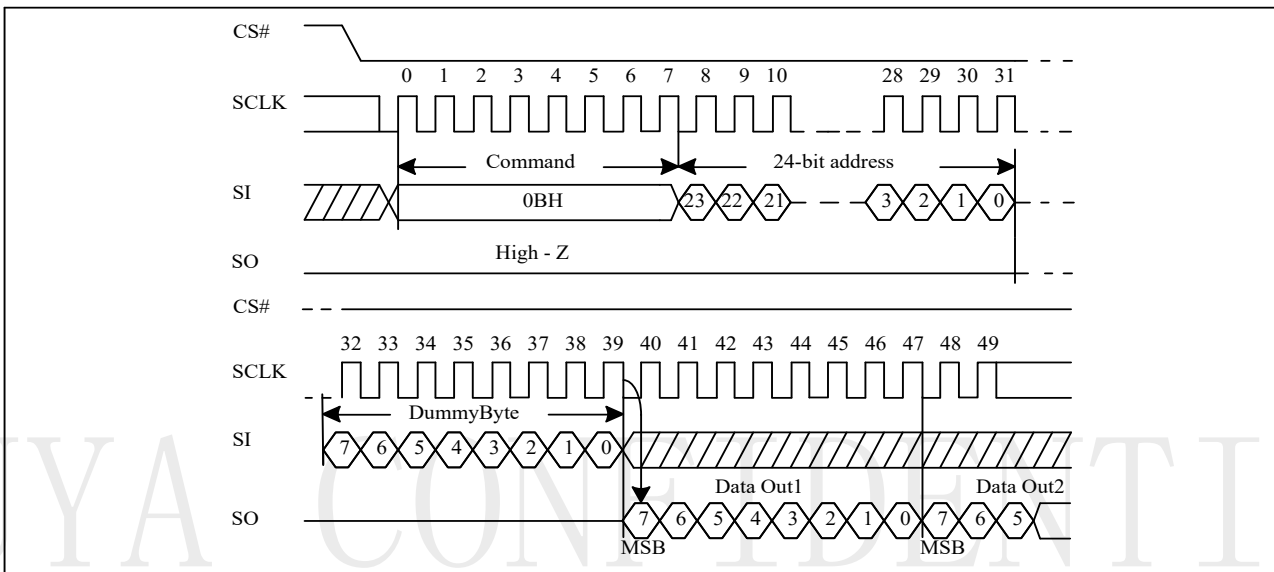 CS#
0 1 2 3 4 5 6 7 8 9 10 28 29 30 31
SCLK
Command 24-bit address
SI 0BH 23 22 21 3 2 1 0
High - Z
SO
CS#
32 33 34 35 36 37 38 39 40 41 42 43 44 45 46 47 48 49
SCLK
DummyByte
SI 7 6 5 4 3 2 1 0
Data Out1 Data Out2
SO 7 6 5 4 3 2 1 0 7 6 5
MSB MSB
UYA CONFIDENTI